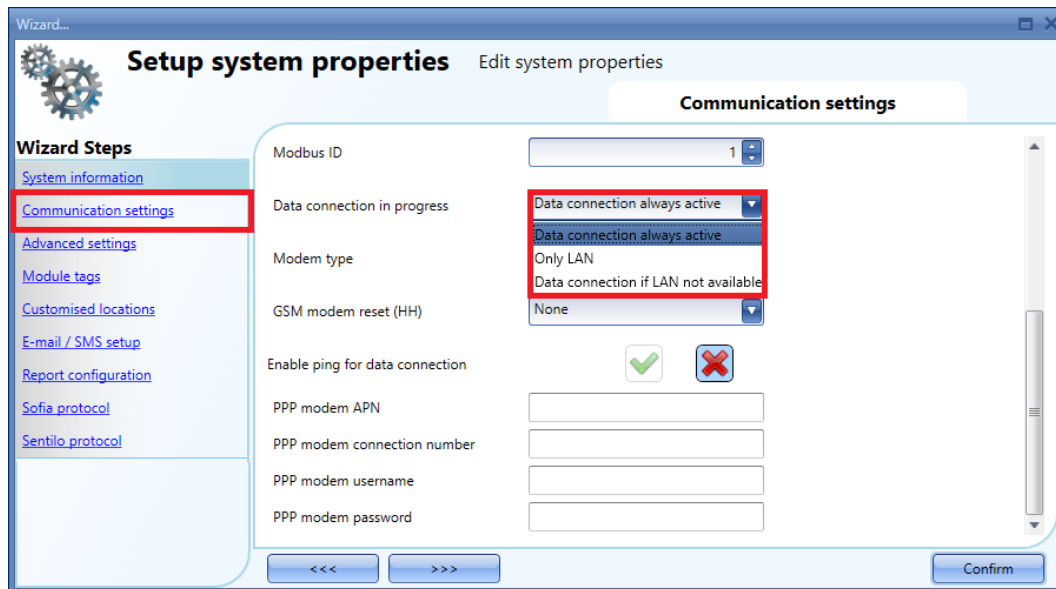 Wizard...
Setup system properties Edit system properties
Communication settings
Wizard Steps
System information
Communication settings
Advanced settings
Module tags
Customised locations
E-mail / SMS setup
Report configuration
Sofia protocol
Sentilo protocol
Modbus ID 1
Data connection in progress Data connection always active
Data connection always active
Modem type Only LAN
Data connection if LAN not available
GSM modem reset (HH) None
Enable ping for data connection
PPP modem APN
PPP modem connection number
PPP modem username
PPP modem password
<<< >>> Confirm